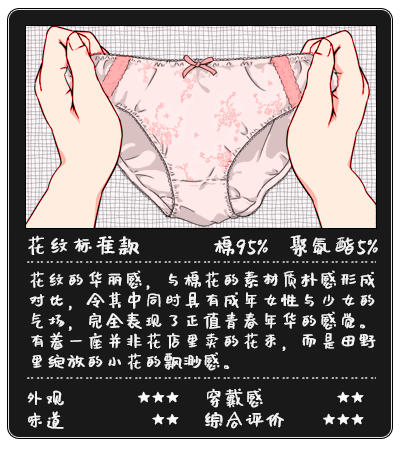 花纹标准款 棉95% 聚氨酯5%
花纹的华丽感，与棉花的素材质朴感形成
对比，令其中同时具有成年女性与少女的
气场，完全表现了正值青春年华的感觉。
有着一座并非花店里卖的花束，而是田野
里绽放的小花的飘渺感。
外观 ★★★ 穿戴感 ★★
味道 ★★ 综合评价 ★★★